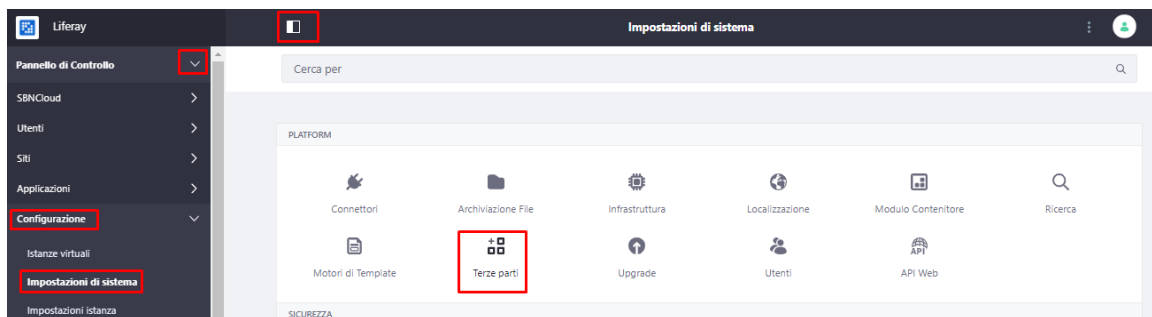 Liferay
Impostazioni di sistema
Pannello di Controllo
Cerca per
SBNCloud
Utenti
Siti
Applicazioni
Configurazione
Istanze virtuali
Impostazioni di sistema
Impostazioni istanza
PLATFORM
Connettori
Archiviazione File
Infrastruttura
Localizzazione
Modulo Contenitore
Ricerca
Motori di Template
Terze parti
Upgrade
Utenti
API
API Web
SICUREZZA